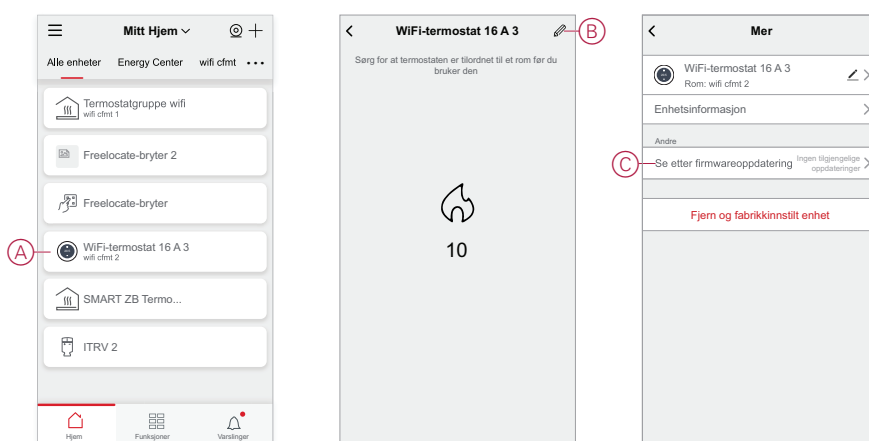 Mitt Hjem
Alle enheter Energy Center wifi cfmt
Termostatgruppe wifi
wifi cfmt 1
Freelocate-bryter 2
Freelocate-bryter
A
WiFi-termostat 16 A 3
wifi cfmt 2
SMART ZB Termo...
ITRV 2
Hjem Funksjoner Varslinger
WiFi-termostat 16 A 3
B
Sørg for at termostaten er tilordnet til et rom før du
bruker den
10
Mer
WiFi-termostat 16 A 3
Rom: wifi cfmt 2
Enhetsinformasjon
Andre
C
Se etter firmwareoppdatering Ingen tilgjengelige
oppdateringer
Fjern og fabrikkinnstilt enhet